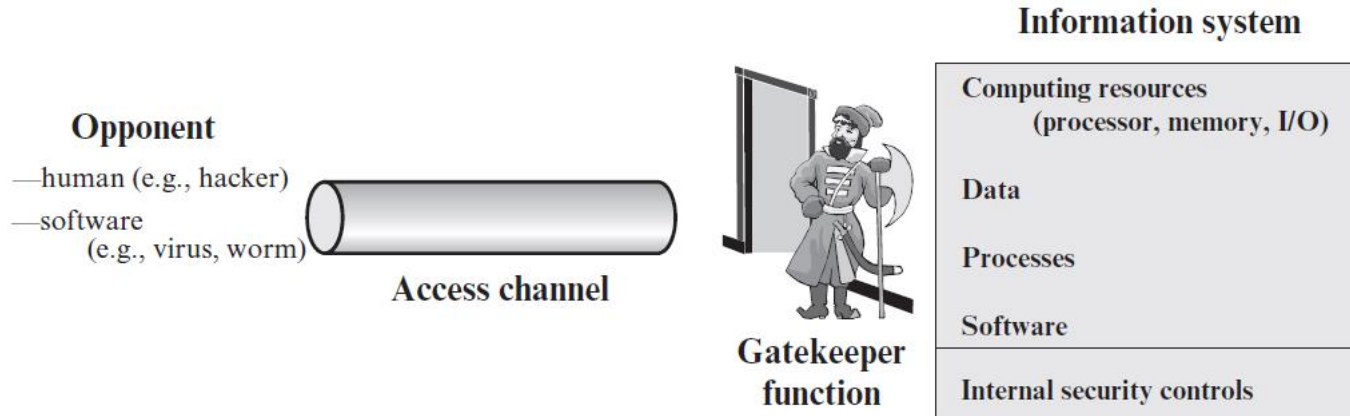 Information system
Opponent
—human (e.g., hacker)
—software
(e.g., virus, worm)
Access channel
Gatekeeper
function
Computing resources
(processor, memory, I/O)
Data
Processes
Software
Internal security controls